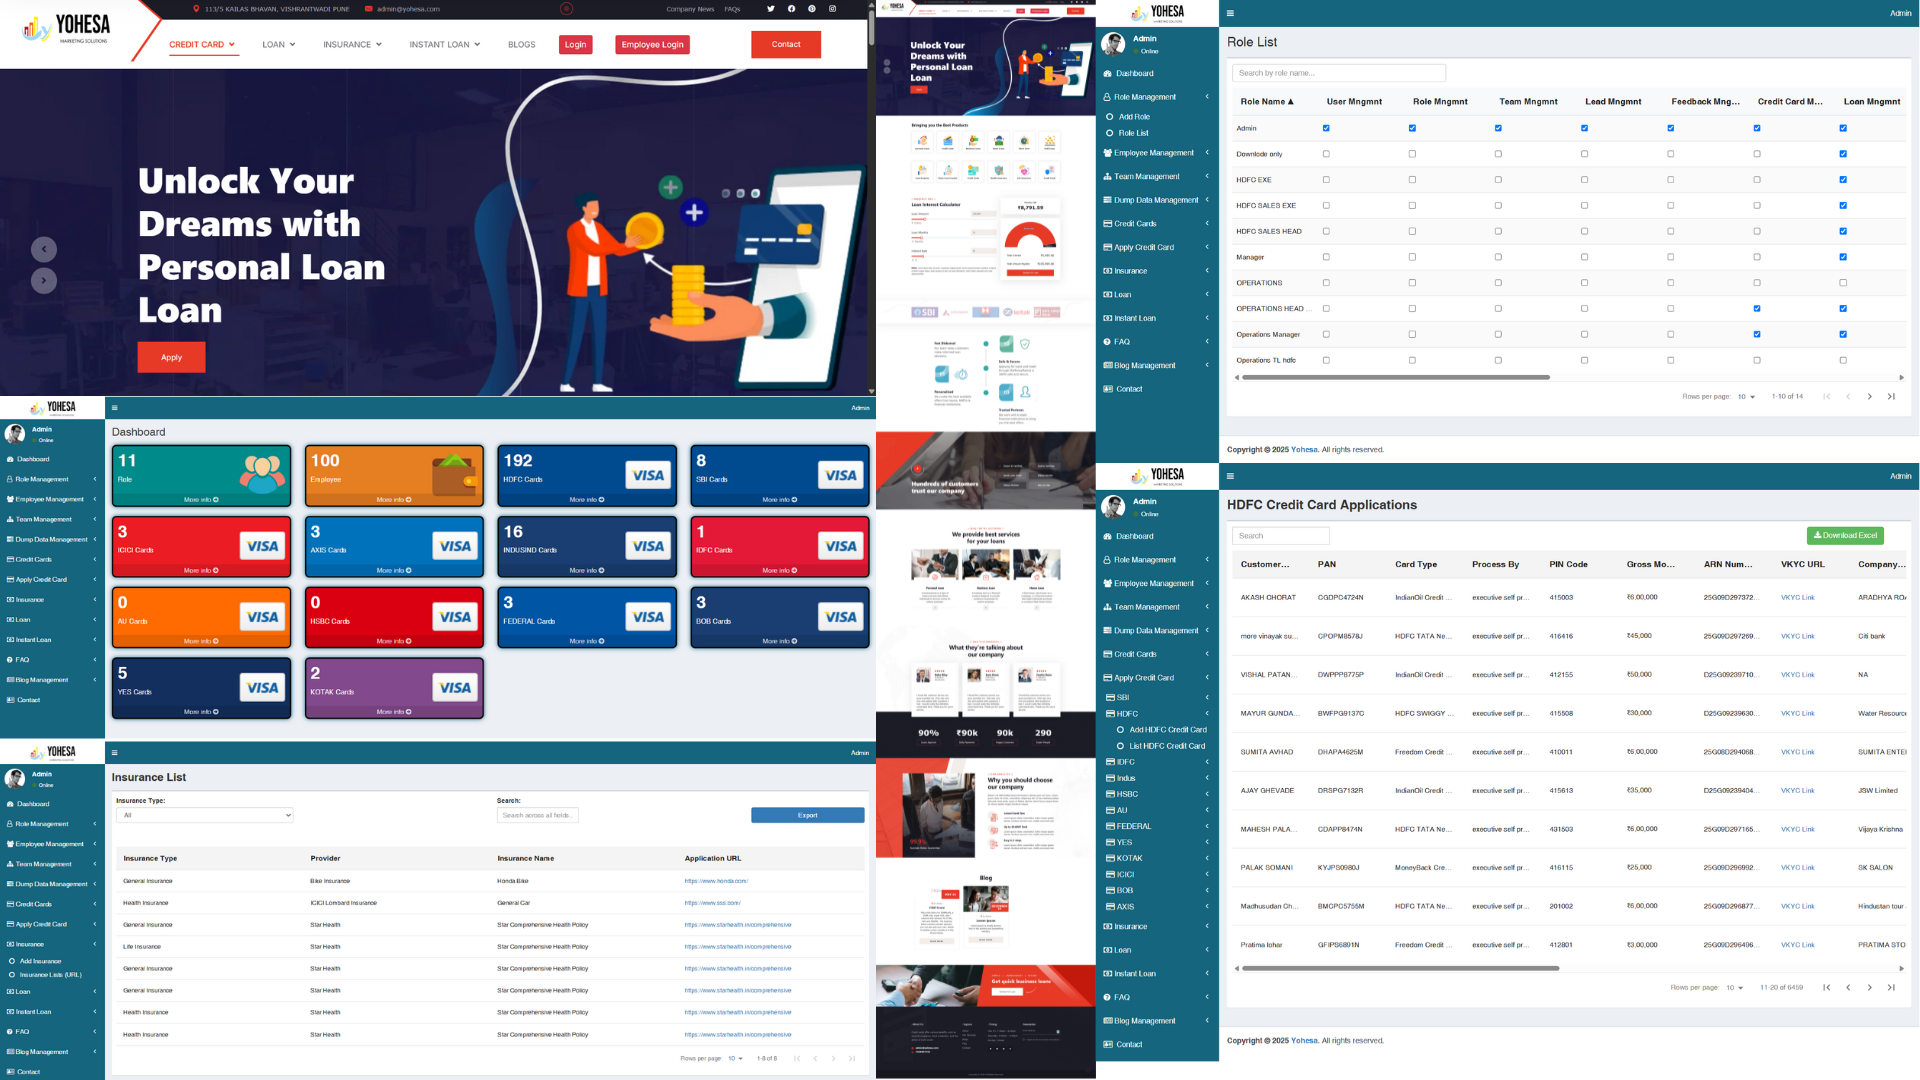 YOHESA
MARKETING SOLUTIONS
113/5 KAILAS BHAVAN, VISHRANTWADI PUNE
admin@yohesa.com
Company News
FAQs
CREDIT CARD
LOAN
INSURANCE
INSTANT LOAN
BLOGS
Login
Employee Login
Contact
Unlock Your
Dreams with
Personal Loan
Loan
Apply
YOHESA
Admin
Admin
Online
Dashboard
Role Management
Employee Management
Team Management
Dump Data Management
Credit Cards
Apply Credit Card
Insurance
Loan
Instant Loan
FAQ
Blog Management
Contact
Dashboard
11
Role
More info
100
Employee
More info
192
HDFC Cards
VISA
More info
8
SBI Cards
VISA
More info
3
ICICI Cards
VISA
More info
3
AXIS Cards
VISA
More info
16
INDUSIND Cards
VISA
More info
1
IDFC Cards
VISA
More info
0
AU Cards
VISA
More info
0
HSBC Cards
VISA
More info
3
FEDERAL Cards
VISA
More info
3
BOB Cards
VISA
More info
5
YES Cards
VISA
More info
2
KOTAK Cards
VISA
More info
YOHESA
Admin
Admin
Online
Dashboard
Role Management
Employee Management
Team Management
Dump Data Management
Credit Cards
Apply Credit Card
Insurance
Add Insurance
Insurance Lists (URL)
Loan
Instant Loan
FAQ
Blog Management
Contact
Insurance List
Insurance Type:
All
Search:
Search across all fields..
Export
Insurance Type Provider Insurance Name Application URL
General Insurance Bike Insurance Honda Bike https://www.honda.com/
Health Insurance ICICI Lombard Insurance General Car https://www.sss.com/
General Insurance Star Health Star Comprehensive Health Policy https://www.starhealth.in/comprehensive
Life Insurance Star Health Star Comprehensive Health Policy https://www.starhealth.in/comprehensive
General Insurance Star Health Star Comprehensive Health Policy https://www.starhealth.in/comprehensive
General Insurance Star Health Star Comprehensive Health Policy https://www.starhealth.in/comprehensive
Health Insurance Star Health Star Comprehensive Health Policy https://www.starhealth.in/comprehensive
Health Insurance Star Health Star Comprehensive Health Policy https://www.starhealth.in/comprehensive
Rows per page: 10
1-8 of 8
YOHESA
Unlock Your
Dreams with
Personal Loan
Loan
Bringing you the Best Products
Loan Interest Calculator
₹8,791.59
SBI
kotak
Hundreds of customers
trust our company
We provide best services
for your loans
What they're talking about
our company
90%
₹90k
90k
290
Why you should choose
our company
Blog
Get quick business loans
YOHESA
Admin
Admin
Online
Dashboard
Role Management
Add Role
Role List
Employee Management
Team Management
Dump Data Management
Credit Cards
Apply Credit Card
Insurance
Loan
Instant Loan
FAQ
Blog Management
Contact
Role List
Search by role name...
Role Name User Mngmnt Role Mngmnt Team Mngmnt Lead Mngmnt Feedback Mng... Credit Card M... Loan Mngmnt
Admin
Downlode only
HDFC EXE
HDFC SALES EXE
HDFC SALES HEAD
Manager
OPERATIONS
OPERATIONS HEAD ...
Operations Manager
Operations TL hdfc
Rows per page: 10
1-10 of 14
Copyright © 2025 Yohesa. All rights reserved.
YOHESA
Admin
Admin
Online
Dashboard
Role Management
Employee Management
Team Management
Dump Data Management
Credit Cards
Apply Credit Card
SBI
HDFC
Add HDFC Credit Card
List HDFC Credit Card
IDFC
Indus
HSBC
AU
FEDERAL
YES
KOTAK
ICICI
BOB
AXIS
Insurance
Loan
Instant Loan
FAQ
Blog Management
Contact
HDFC Credit Card Applications
Search
Download Excel
Customer... PAN Card Type Process By PIN Code Gross Mo... ARN Num... VKYC URL Company...
AKASH CHORAT CGDPC4724N IndianOil Credit ... executive self pr... 415003 ₹6,00,000 25G09D297372... VKYC Link ARADHYA ROA
more vinayak su... CPOPM8578J HDFC TATA Ne... executive self pr... 416416 ₹45,000 25G09D297269... VKYC Link Citi bank
VISHAL PATAN... DWPPP8775P IndianOil Credit ... executive self pr... 412155 ₹50,000 D25G09239710... VKYC Link NA
MAYUR GUNDA... BWFPG9137C HDFC SWIGGY ... executive self pr... 415508 ₹30,000 D25G09239630... VKYC Link Water Resource
SUMITA AVHAD DHAPA4625M Freedom Credit ... executive self pr... 410011 ₹6,00,000 25G08D294068... VKYC Link SUMITA ENTE
AJAY GHEVADE DRSPG7132R IndianOil Credit ... executive self pr... 415613 ₹35,000 D25G09239404... VKYC Link JSW Limited
MAHESH PALA... CDAPP8474N HDFC TATA Ne... executive self pr... 431503 ₹6,00,000 25G09D297165... VKYC Link Vijaya Krishna
PALAK SOMANI KYJPS0980J MoneyBack Cre... executive self pr... 416115 ₹25,000 25G09D296992... VKYC Link SK SALON
Madhusudan Ch... BMCPC5755M HDFC TATA Ne... executive self pr... 201002 ₹6,00,000 25G09D296877... VKYC Link Hindustan tour
Pratima lohar GFIPS6891N Freedom Credit ... executive self pr... 412801 ₹3,00,000 25G09D296496... VKYC Link PRATIMA STO
Rows per page: 10
11-20 of 6459
Copyright © 2025 Yohesa. All rights reserved.